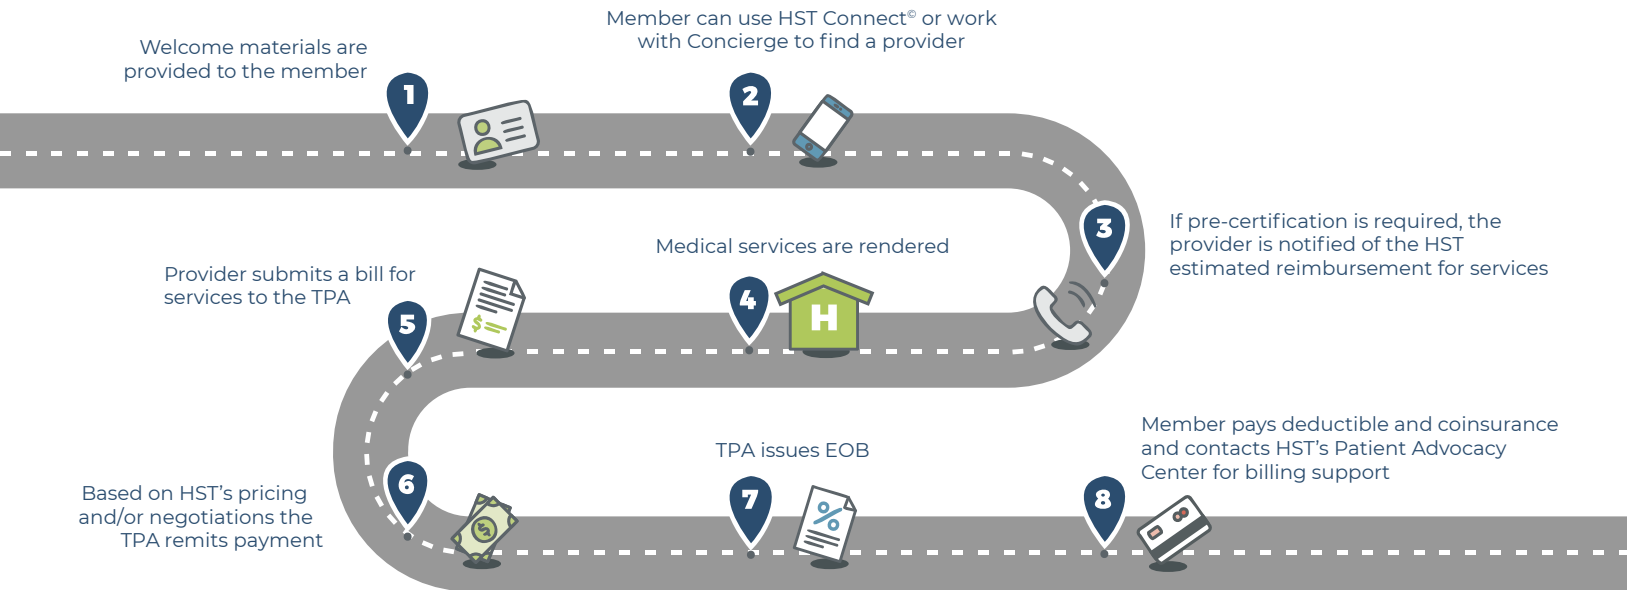 Welcome materials are
provided to the member
1
Member can use HST Connect© or work
with Concierge to find a provider
2
3
If pre-certification is required, the
provider is notified of the HST
estimated reimbursement for services
Medical services are rendered
4
H
Provider submits a bill for
services to the TPA
5
$
Based on HST's pricing
and/or negotiations the
TPA remits payment
6
$
TPA issues EOB
7
%
Member pays deductible and coinsurance
and contacts HST's Patient Advocacy
Center for billing support
8